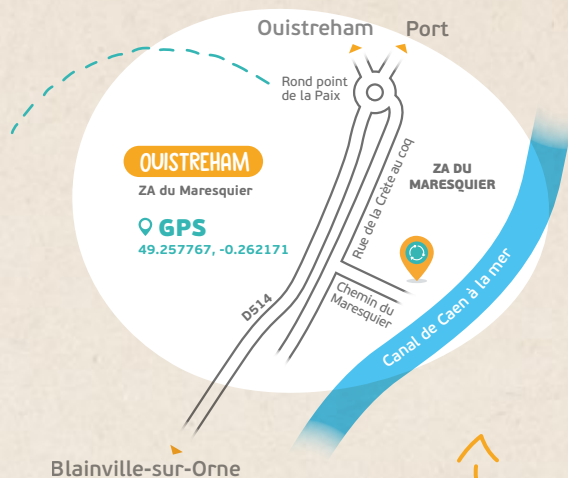 Ouistreham
Port
Rond point
de la Paix
OUISTREHAM
ZA du Maresquier
GPS
49.257767, -0.262171
Rue de la Crète au coq
ZA DU
MARESQUIER
Chemin du
Maresquier
D514
Canal de Caen à la mer
Blainville-sur-Orne